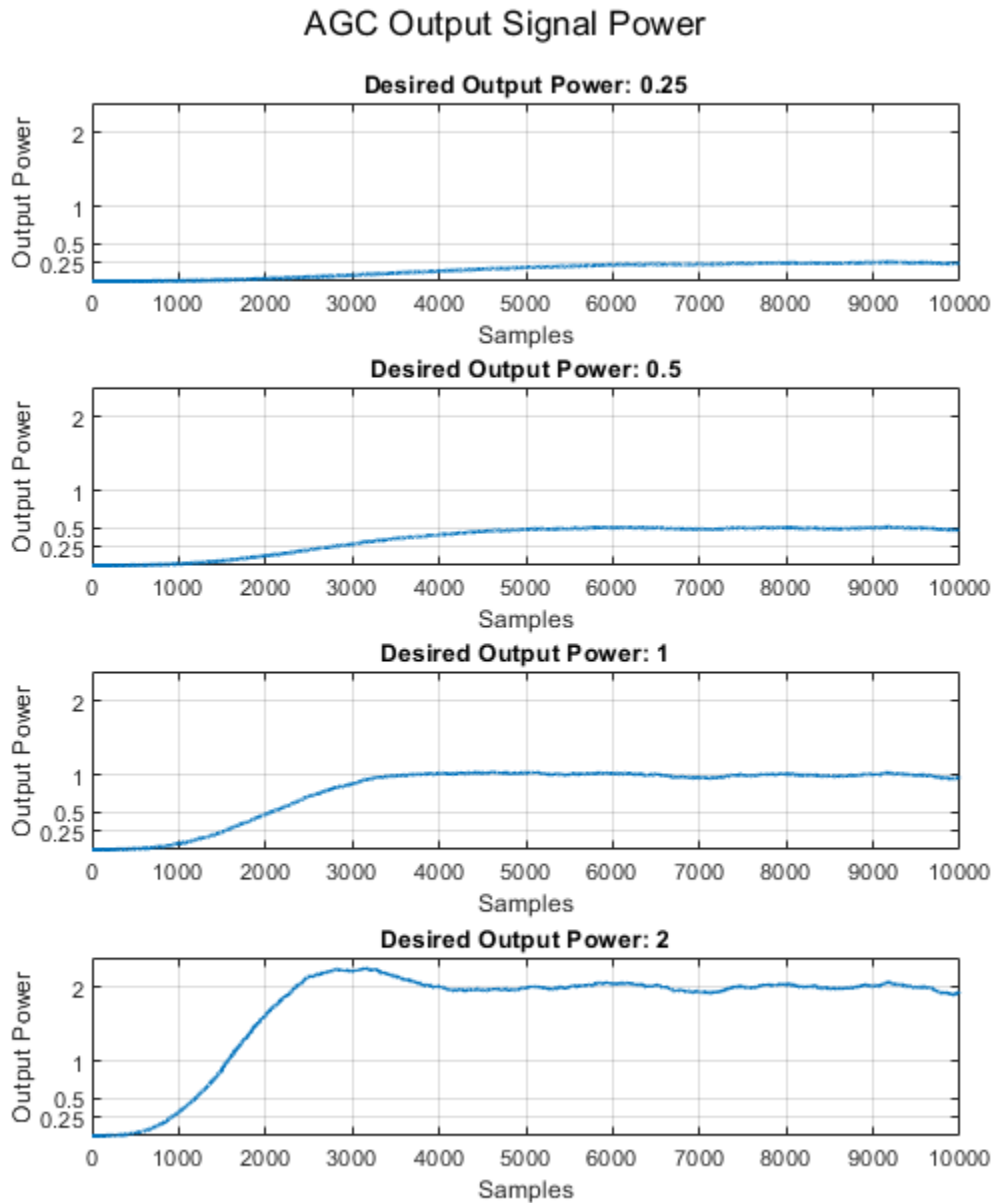 AGC Output Signal Power
Desired Output Power: 0.25
Output Power
2
1
0.5
0.25
0 1000 2000 3000 4000 5000 6000 7000 8000 9000 10000
Samples
Desired Output Power: 0.5
Output Power
2
1
0.5
0.25
0 1000 2000 3000 4000 5000 6000 7000 8000 9000 10000
Samples
Desired Output Power: 1
Output Power
2
1
0.5
0.25
0 1000 2000 3000 4000 5000 6000 7000 8000 9000 10000
Samples
Desired Output Power: 2
Output Power
2
1
0.5
0.25
0 1000 2000 3000 4000 5000 6000 7000 8000 9000 10000
Samples